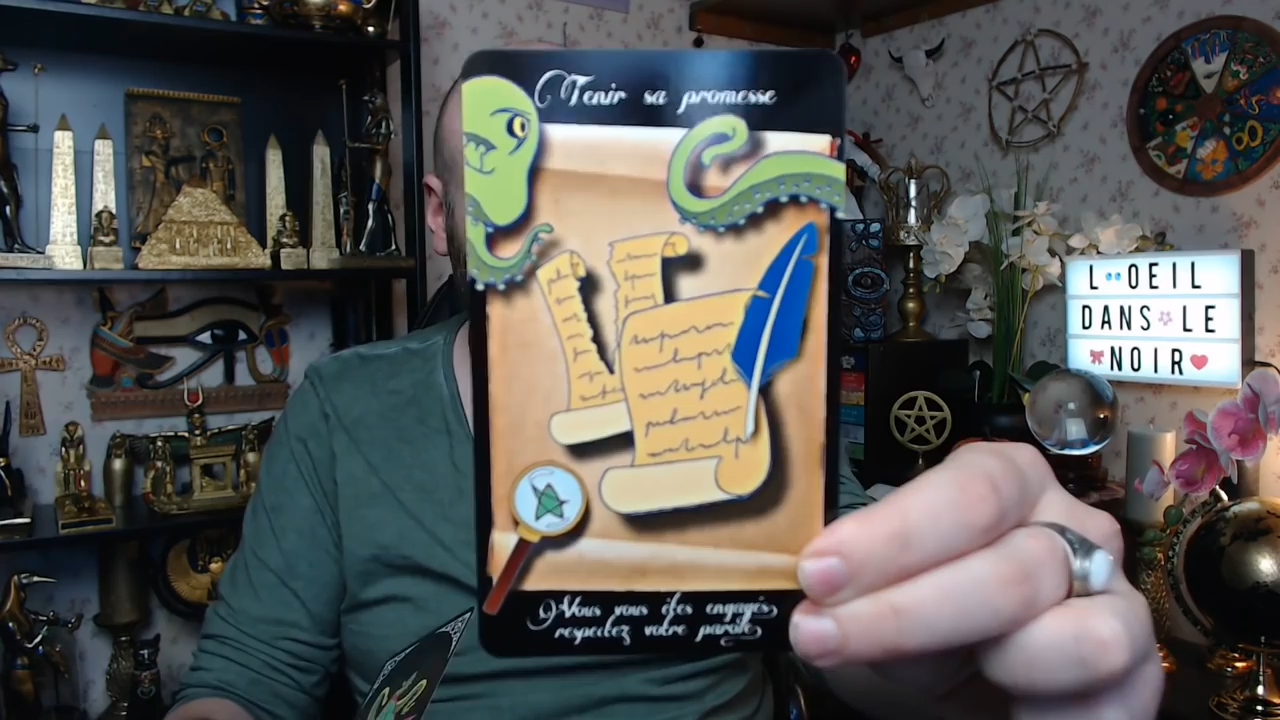 Tenir sa promesse
Vous vous êtes engagés,
respectez votre parole
L OEIL
DANS LE
NOIR